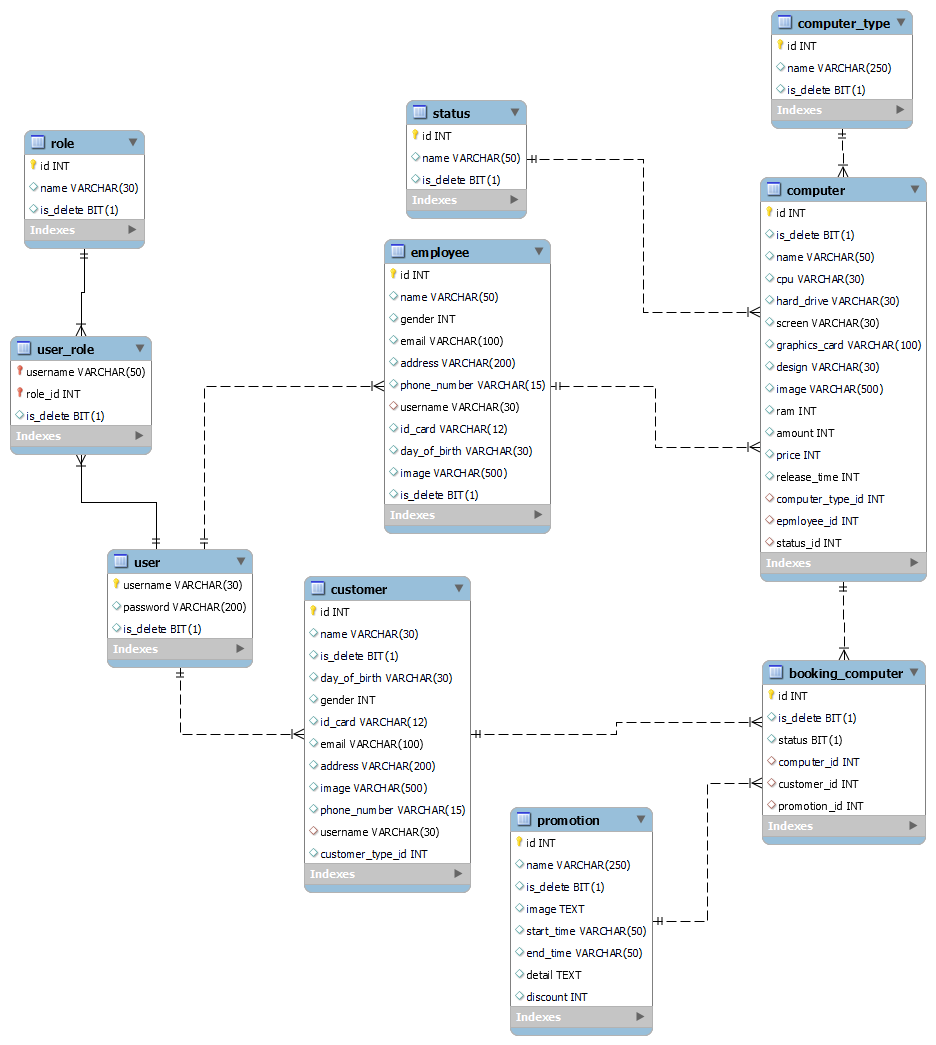 computer_type
id INT
name VARCHAR(250)
is_delete BIT(1)
Indexes
status
id INT
name VARCHAR(50)
is_delete BIT(1)
Indexes
role
id INT
name VARCHAR(30)
is_delete BIT(1)
Indexes
computer
id INT
is_delete BIT(1)
name VARCHAR(50)
cpu VARCHAR(30)
hard_drive VARCHAR(30)
screen VARCHAR(30)
graphics_card VARCHAR(100)
design VARCHAR(30)
image VARCHAR(500)
ram INT
amount INT
price INT
release_time INT
computer_type_id INT
epmloyee_id INT
status_id INT
Indexes
employee
id INT
name VARCHAR(50)
gender INT
email VARCHAR(100)
address VARCHAR(200)
phone_number VARCHAR(15)
username VARCHAR(30)
id_card VARCHAR(12)
day_of_birth VARCHAR(30)
image VARCHAR(500)
is_delete BIT(1)
Indexes
user_role
username VARCHAR(50)
role_id INT
is_delete BIT(1)
Indexes
user
username VARCHAR(30)
password VARCHAR(200)
is_delete BIT(1)
Indexes
customer
id INT
name VARCHAR(30)
is_delete BIT(1)
day_of_birth VARCHAR(30)
gender INT
id_card VARCHAR(12)
email VARCHAR(100)
address VARCHAR(200)
image VARCHAR(500)
phone_number VARCHAR(15)
username VARCHAR(30)
customer_type_id INT
Indexes
booking_computer
id INT
is_delete BIT(1)
status BIT(1)
computer_id INT
customer_id INT
promotion_id INT
Indexes
promotion
id INT
name VARCHAR(250)
is_delete BIT(1)
image TEXT
start_time VARCHAR(50)
end_time VARCHAR(50)
detail TEXT
discount INT
Indexes